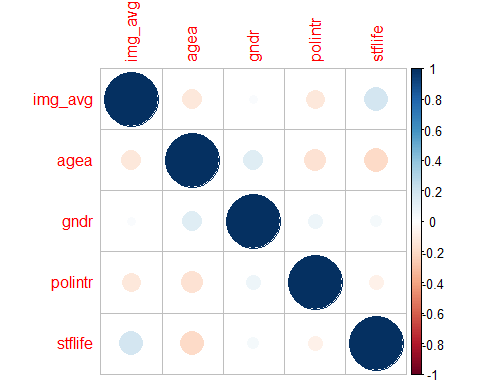 img_avg
agea
gndr
polintr
stflife
img_avg
agea
gndr
polintr
stflife
1
0.8
0.6
0.4
0.2
0
-0.2
-0.4
-0.6
-0.8
-1